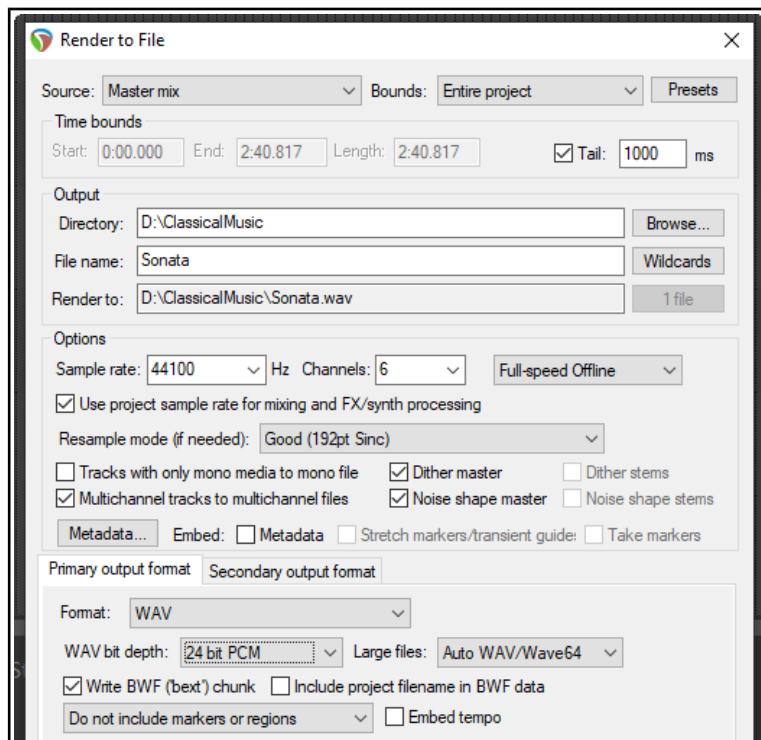 Render to File
Source: Master mix Bounds: Entire project Presets
Time bounds
Start: 0:00.000 End: 2:40.817 Length: 2:40.817 Tail: 1000 ms
Output
Directory: D:\ClassicalMusic Browse...
File name: Sonata Wildcards
Render to: D:\ClassicalMusic\Sonata.wav 1 file
Options
Sample rate: 44100 Hz Channels: 6 Full-speed Offline
Use project sample rate for mixing and FX/synth processing
Resample mode (if needed): Good (192pt Sinc)
Tracks with only mono media to mono file Dither master Dither stems
Multichannel tracks to multichannel files Noise shape master Noise shape stems
Metadata... Embed: Metadata Stretch markers/transient guide: Take markers
Primary output format Secondary output format
Format: WAV
WAV bit depth: 24 bit PCM Large files: Auto WAV/Wave64
Write BWF ('bext') chunk Include project filename in BWF data
Do not include markers or regions Embed tempo